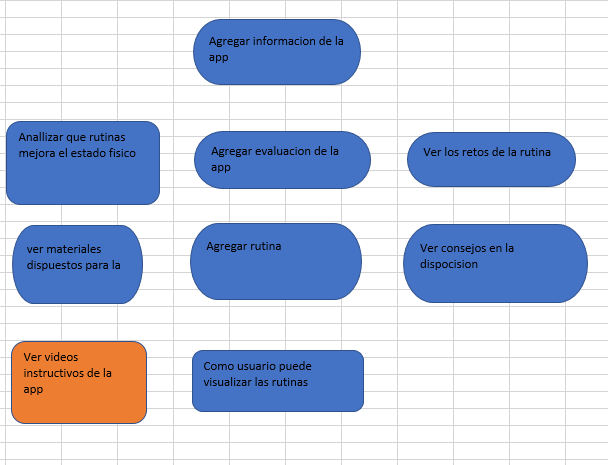 Agregar informacion de la
app
Anallizar que rutinas
mejora el estado fisico
Agregar evaluacion de la
app
Ver los retos de la rutina
ver materiales
dispuestos para la
Agregar rutina
Ver consejos en la
dispocision
Ver videos
instructivos de la
app
Como usuario puede
visualizar las rutinas